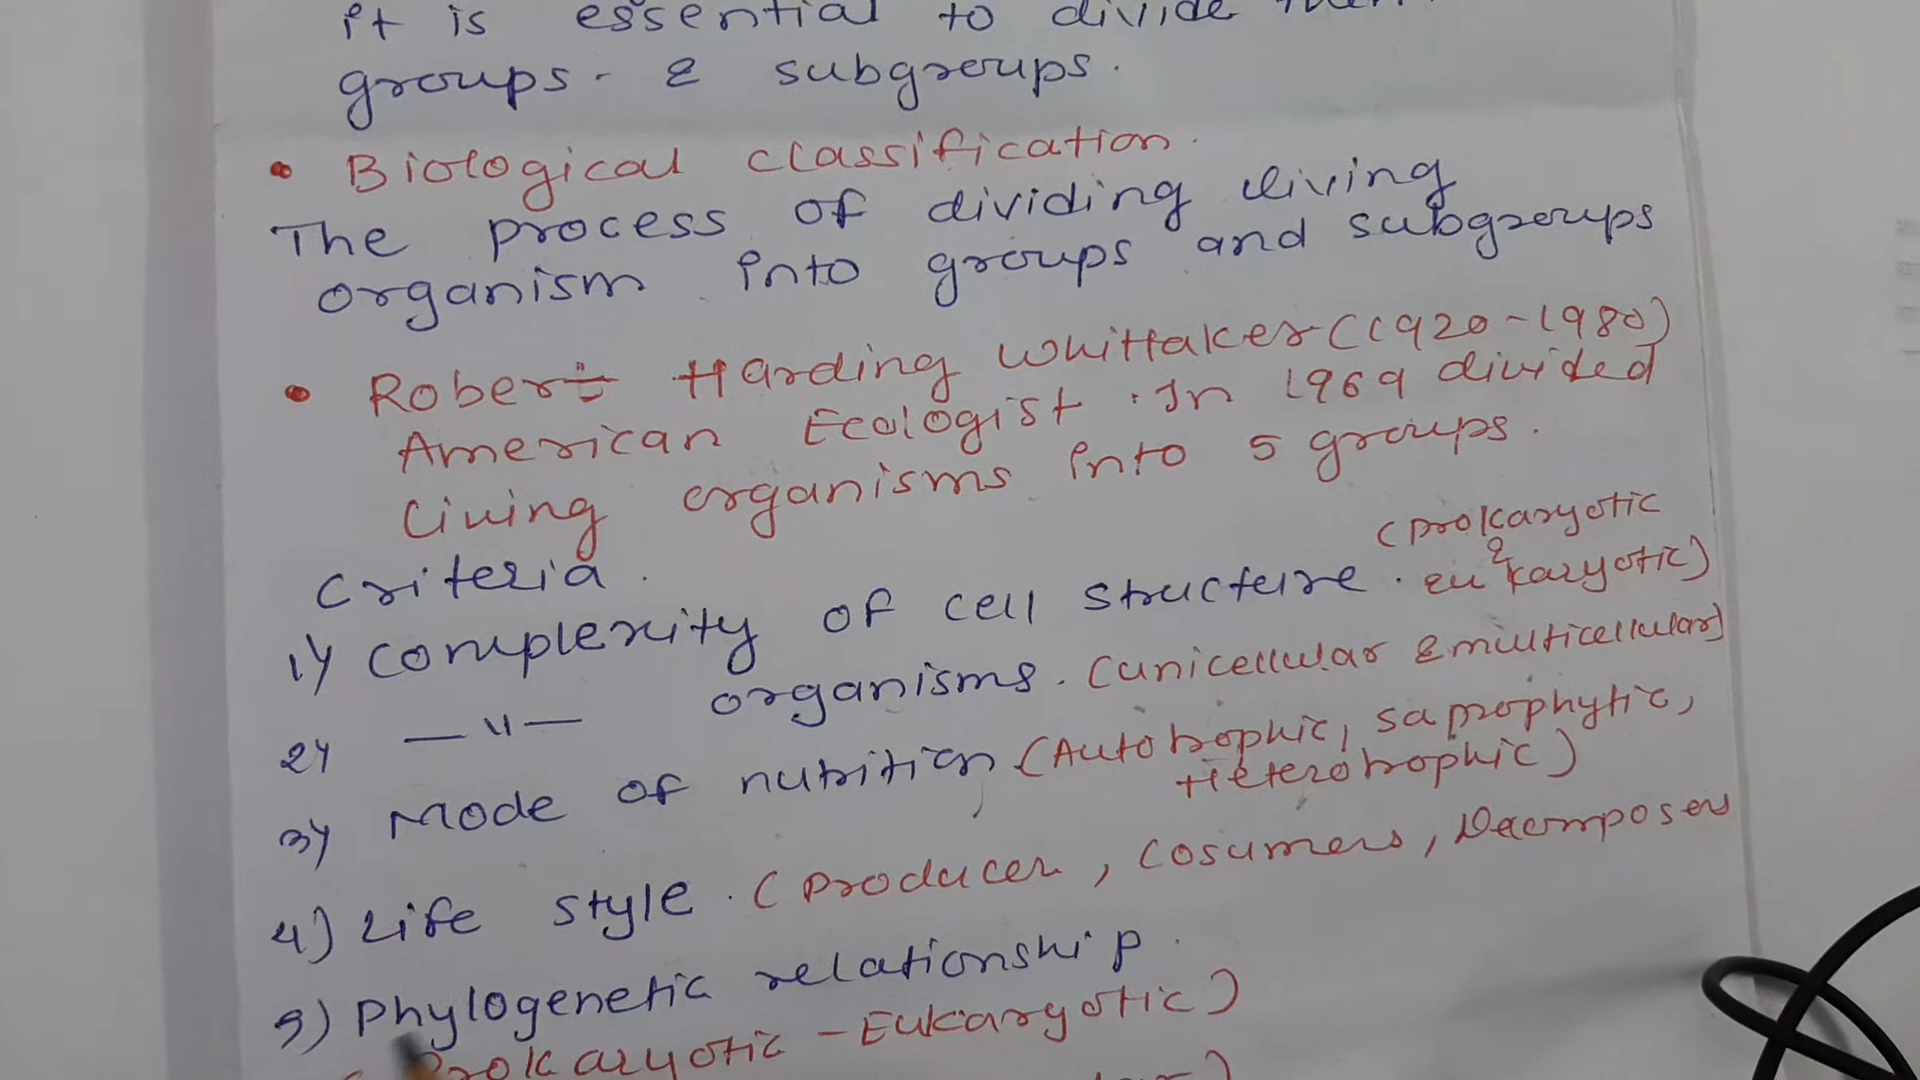 it is essential to divide
groups. & subgroups.
• Biological classification.
The process of dividing living
organism into groups and subgroups
• Robert Harding Whittaker (1920-1980)
American Ecologist. In 1969 divided
Living organisms into 5 groups.
Criteria.
1) Complexity of cell structure. (prokaryotic & eukaryotic)
2) —"— organisms. (unicellular & multicellular)
3) Mode of nutrition (Autotrophic, saprophytic,
Heterotrophic)
4) Life style. (Producer, Cosumers, Decomposers
5) Phylogenetic relationship.
(Prokaryotic - Eukaryotic)